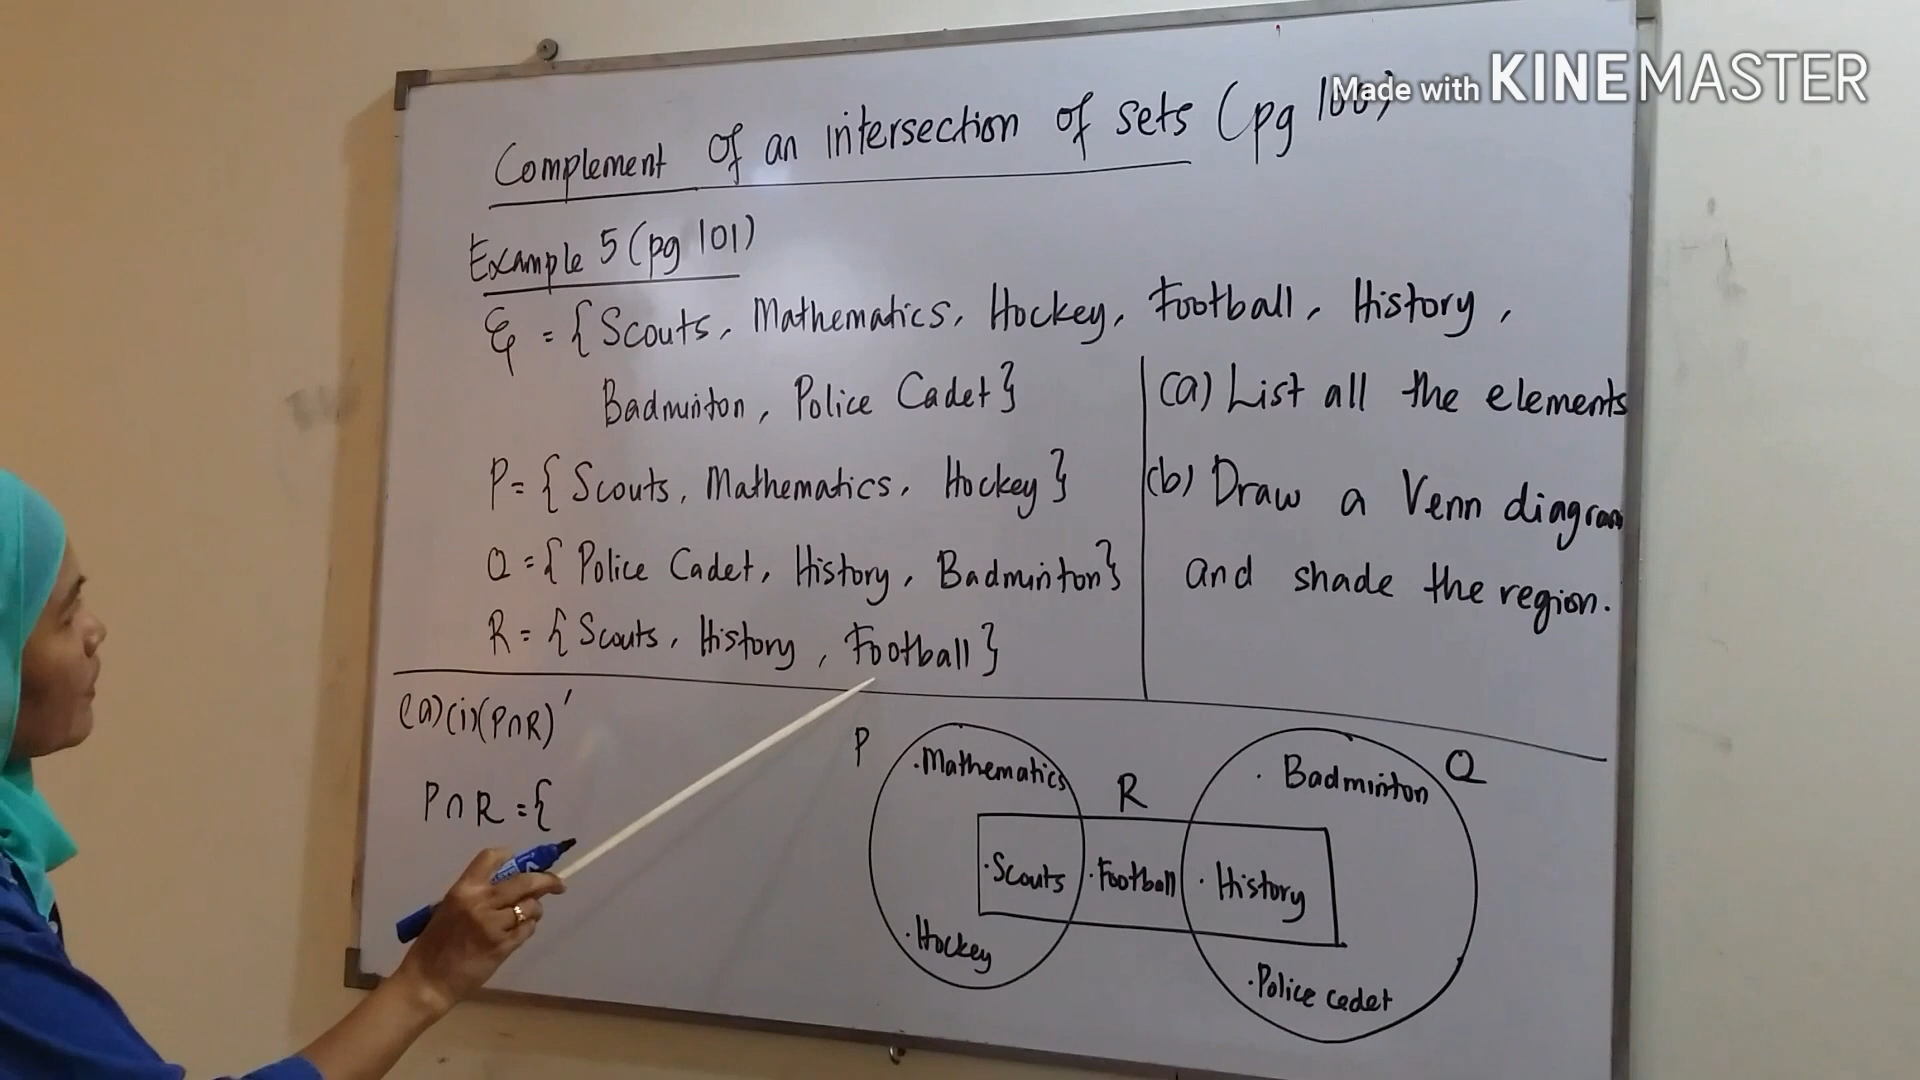 Made with KINEMASTER
Complement of an intersection of sets (pg 100)
Example 5 (pg 101)
ξ = { Scouts, Mathematics, Hockey, Football, History,
Badminton, Police Cadet }
P = { Scouts, Mathematics, Hockey }
Q = { Police Cadet, History, Badminton }
R = { Scouts, History, Football }
(a) List all the elements
(b) Draw a Venn diagram
and shade the region.
(a)(i)(P∩R)'
P∩R = {
P
.Mathematics
R
. Badminton
Q
.Scouts
.Football
. History
.Hockey
.Police cadet